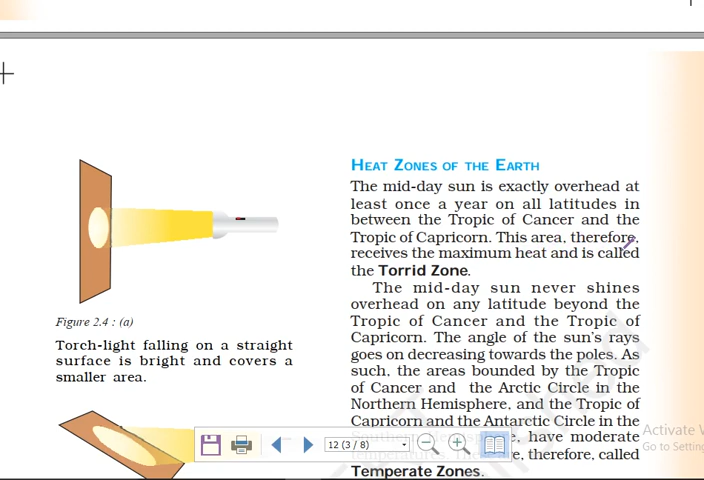 HEAT ZONES OF THE EARTH
The mid-day sun is exactly overhead at
least once a year on all latitudes in
between the Tropic of Cancer and the
Tropic of Capricorn. This area, therefore,
receives the maximum heat and is called
the Torrid Zone.
The mid-day sun never shines
overhead on any latitude beyond the
Tropic of Cancer and the Tropic of
Capricorn. The angle of the sun's rays
goes on decreasing towards the poles. As
such, the areas bounded by the Tropic
of Cancer and the Arctic Circle in the
Northern Hemisphere, and the Tropic of
Capricorn and the Antarctic Circle in the
have moderate
therefore, called
Temperate Zones.
Figure 2.4 : (a)
Torch-light falling on a straight
surface is bright and covers a
smaller area.
12 (3 / 8)
Activate
Go to Setting